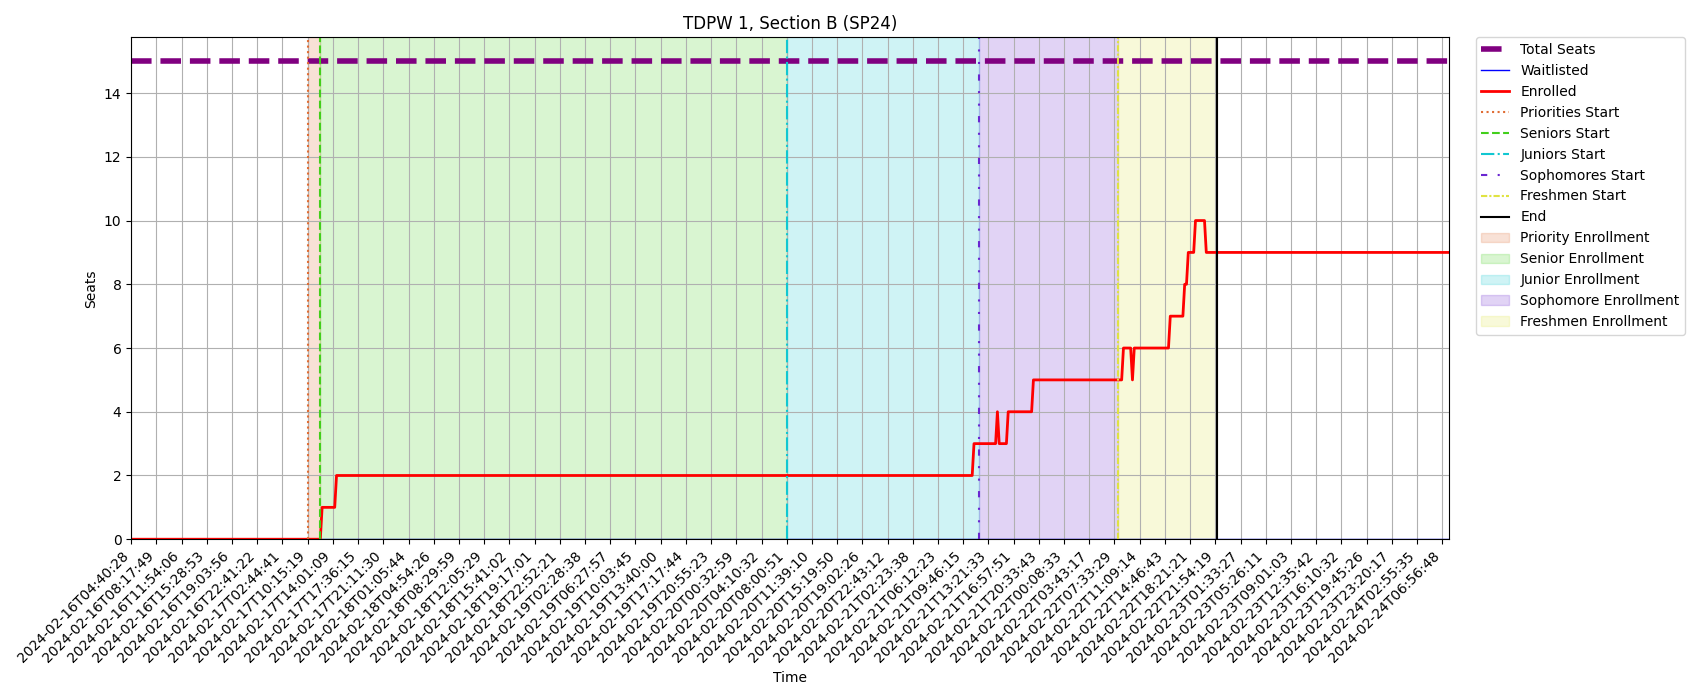 TDPW 1, Section B (SP24)
Total Seats
Waitlisted
Enrolled
Priorities Start
Seniors Start
Juniors Start
Sophomores Start
Freshmen Start
End
Priority Enrollment
Senior Enrollment
Junior Enrollment
Sophomore Enrollment
Freshmen Enrollment
Seats
14
12
10
8
6
4
2
0
2024-02-16T04:40:28
2024-02-16T08:17:49
2024-02-16T11:54:06
2024-02-16T15:28:53
2024-02-16T19:03:56
2024-02-16T22:41:22
2024-02-17T02:44:41
2024-02-17T10:15:19
2024-02-17T14:01:09
2024-02-17T17:36:15
2024-02-17T21:11:30
2024-02-18T01:05:44
2024-02-18T04:54:26
2024-02-18T08:29:59
2024-02-18T12:05:29
2024-02-18T15:41:02
2024-02-18T19:17:01
2024-02-18T22:52:21
2024-02-19T02:28:38
2024-02-19T06:27:57
2024-02-19T10:03:45
2024-02-19T13:40:00
2024-02-19T17:17:44
2024-02-19T20:55:23
2024-02-20T00:32:59
2024-02-20T04:10:32
2024-02-20T08:00:51
2024-02-20T11:39:10
2024-02-20T15:19:50
2024-02-20T19:02:26
2024-02-20T22:43:12
2024-02-21T02:23:38
2024-02-21T06:12:23
2024-02-21T09:46:15
2024-02-21T13:21:33
2024-02-21T16:57:51
2024-02-21T20:33:43
2024-02-22T00:08:33
2024-02-22T03:43:17
2024-02-22T07:33:29
2024-02-22T11:09:14
2024-02-22T14:46:43
2024-02-22T18:21:21
2024-02-22T21:54:19
2024-02-23T01:33:27
2024-02-23T05:26:11
2024-02-23T09:01:03
2024-02-23T12:35:42
2024-02-23T16:10:32
2024-02-23T19:45:26
2024-02-23T23:20:17
2024-02-24T02:55:35
2024-02-24T06:56:48
Time